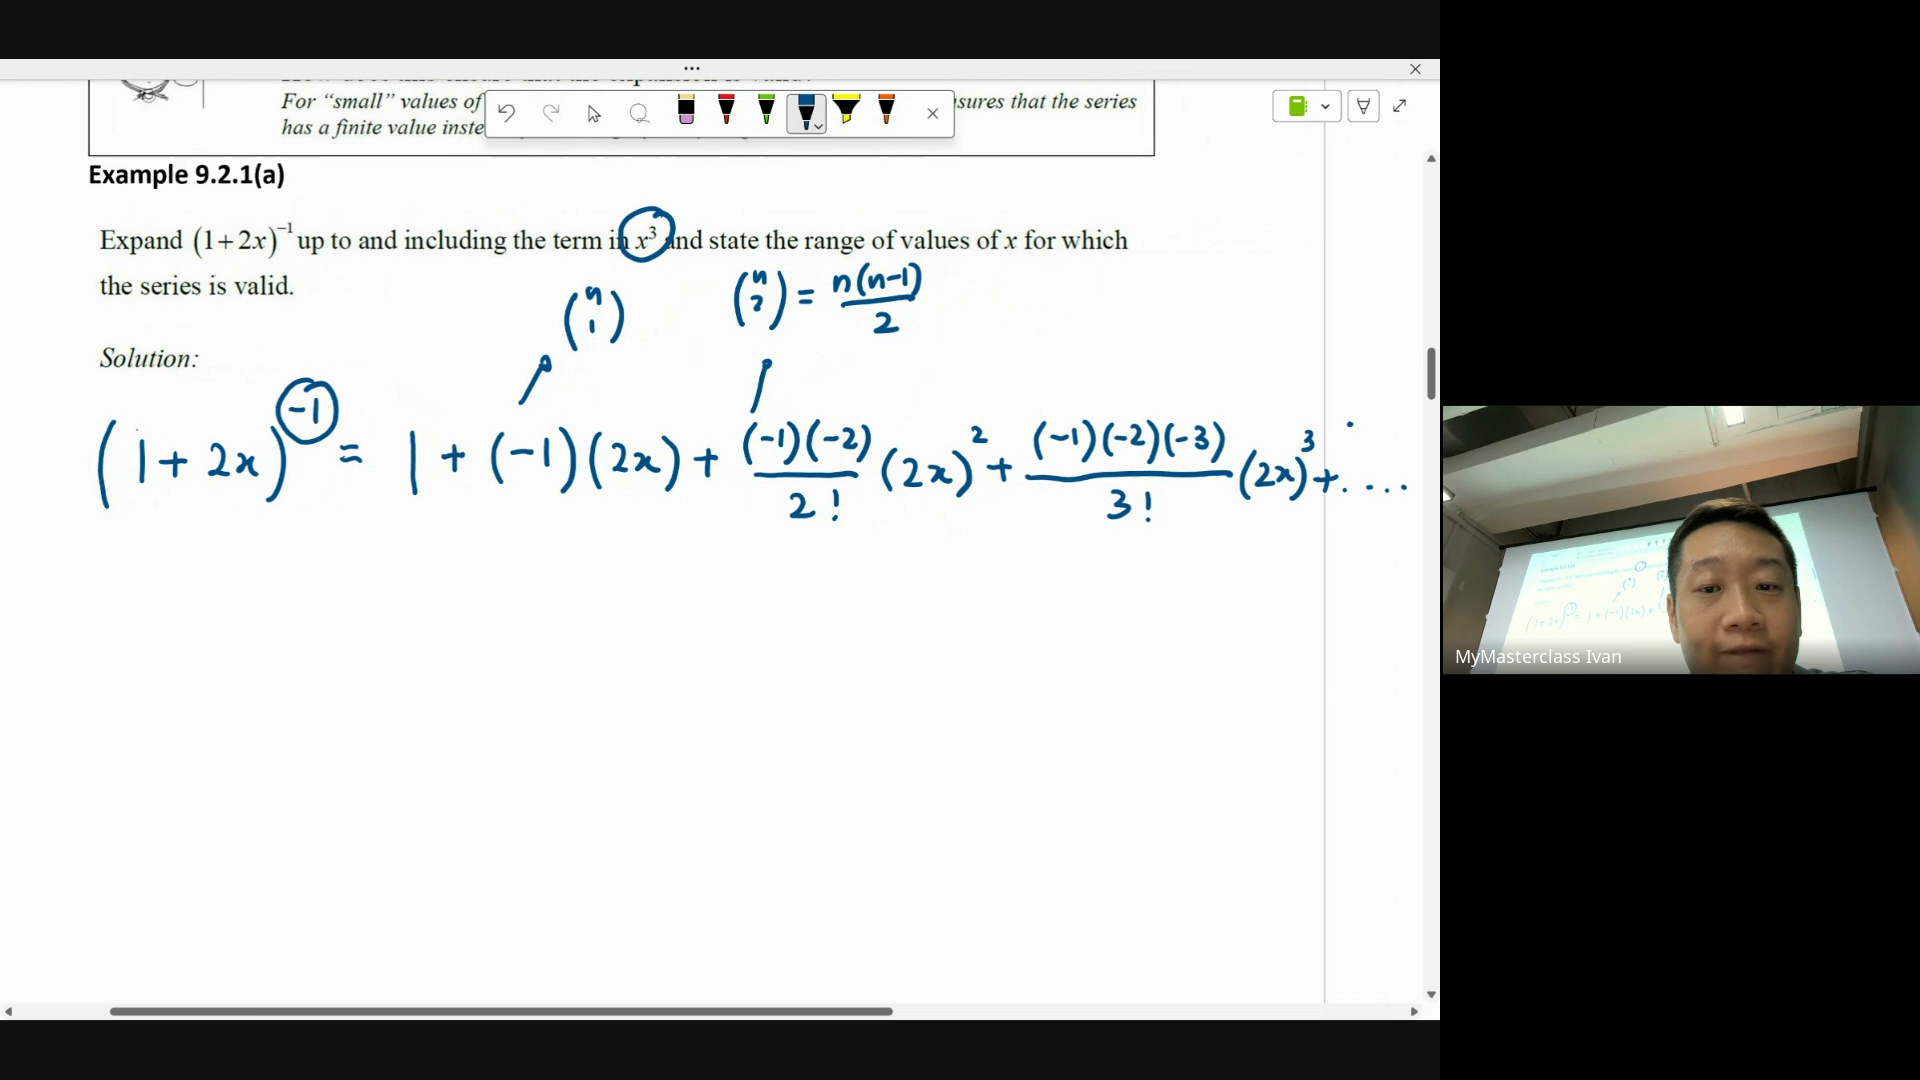 For “small” values of sures that the series
has a finite value inste
Example 9.2.1(a)
Expand (1+2x)⁻¹ up to and including the term in x³ and state the range of values of x for which
the series is valid.
(n 1) (n 2) = n(n-1)/2
Solution:
(1+2x)⁻¹ = 1 + (-1)(2x) + (-1)(-2)/2! (2x)² + (-1)(-2)(-3)/3! (2x)³ + ....
MyMasterclass Ivan